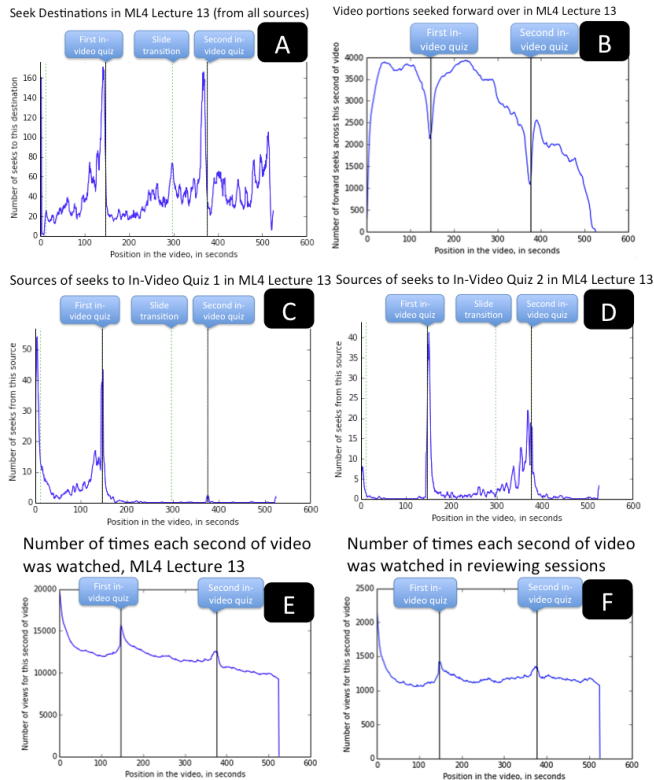 Seek Destinations in ML4 Lecture 13 (from all sources)
First in-
video quiz
Slide
transition
Second in-
video quiz
A
Number of seeks to this destination
160
140
120
100
80
60
40
20
0
0 100 200 300 400 500 600
Position in the video, in seconds
Video portions seeked forward over in ML4 Lecture 13
First in-
video quiz
Second in-
video quiz
B
Number of forward seeks across this second of video
4000
3500
3000
2500
2000
1500
1000
500
0
0 100 200 300 400 500 600
Position in the video, in seconds
Sources of seeks to In-Video Quiz 1 in ML4 Lecture 13
First in-
video quiz
Slide
transition
Second in-
video quiz
C
Number of seeks from this source
50
40
30
20
10
0
0 100 200 300 400 500 600
Position in the video, in seconds
Sources of seeks to In-Video Quiz 2 in ML4 Lecture 13
First in-
video quiz
Slide
transition
Second in-
video quiz
D
Number of seeks from this source
40
35
30
25
20
15
10
5
0
0 100 200 300 400 500 600
Position in the video, in seconds
Number of times each second of video
was watched, ML4 Lecture 13
First in-
video quiz
Second in-
video quiz
E
Number of views for this second of video
20000
15000
10000
5000
0
0 100 200 300 400 500 600
Position in the video, in seconds
Number of times each second of video
was watched in reviewing sessions
First in-
video quiz
Second in-
video quiz
F
Number of views for this second of video
2500
2000
1500
1000
500
0
0 100 200 300 400 500 600
Position in the video, in seconds